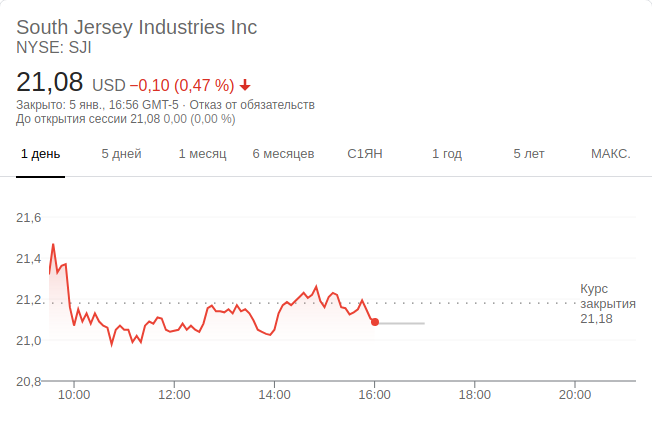 South Jersey Industries Inc
NYSE: SJI
21,08 USD −0,10 (0,47 %)
Закрыто: 5 янв., 16:56 GMT-5 · Отказ от обязательств
До открытия сессии 21,08 0,00 (0,00 %)
1 день 5 дней 1 месяц 6 месяцев С1ЯН 1 год 5 лет МАКС.
21,6
21,4
21,2
21,0
20,8
Курс
закрытия
21,18
10:00 12:00 14:00 16:00 18:00 20:00